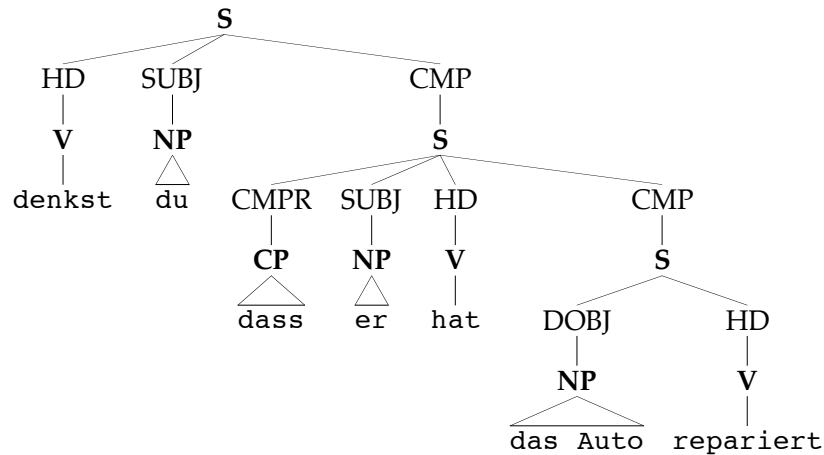 S
HD SUBJ CMP
V NP S
denkst du CMPR SUBJ HD CMP
CP NP V S
dass er hat DOBJ HD
NP V
das Auto repariert